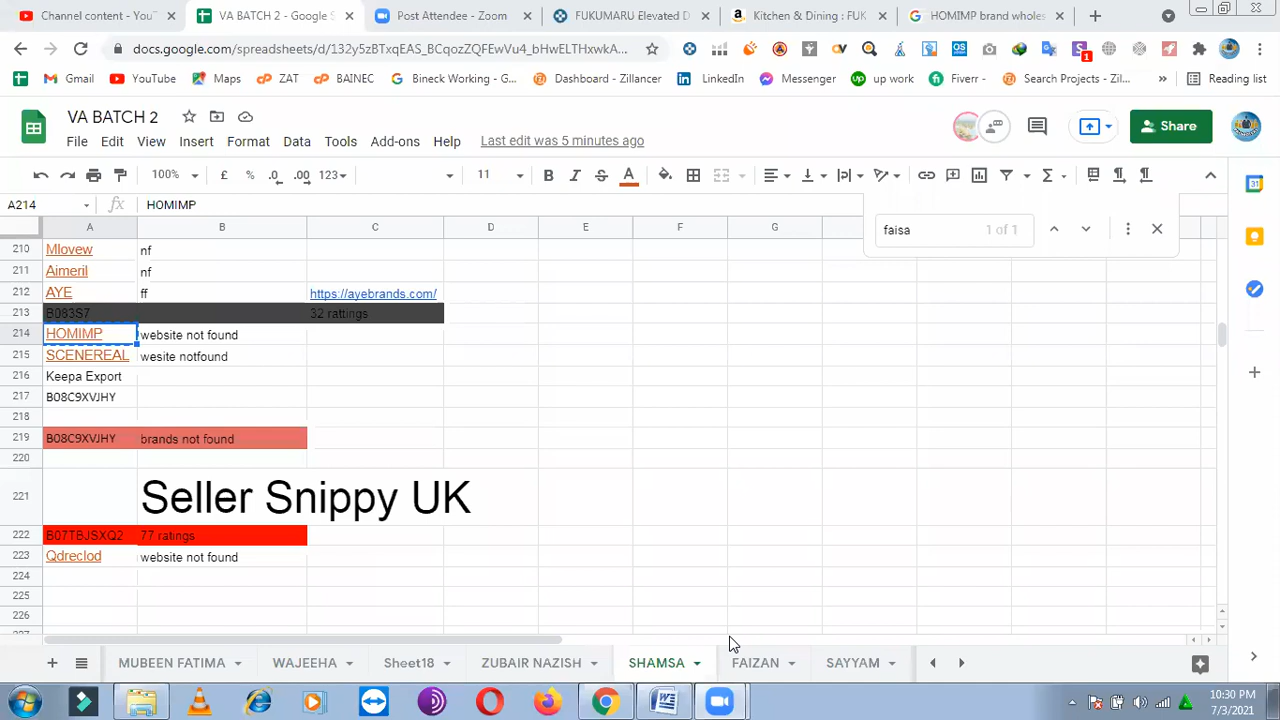 Channel content - YouT
VA BATCH 2 - Google S
Post Attendee - Zoom
FUKUMARU Elevated D
Kitchen & Dining : FUK
HOMIMP brand whole
docs.google.com/spreadsheets/d/132y5zBTxqEAS_BCqozZQFEwVu4_bHwELTHxwkA...
Gmail YouTube Maps ZAT BAINEC Bineck Working - G... Dashboard - Zillancer LinkedIn Messenger up work Fiverr - Search Projects - Zil... » Reading list
VA BATCH 2
File Edit View Insert Format Data Tools Add-ons Help Last edit was 5 minutes ago
Share
100% £ % .0 .00 123 11 B I S A
A214 fx HOMIMP
faisa 1 of 1
A B C D E F G
210 Mlovew nf
211 Aimeril nf
212 AYE ff https://ayebrands.com/
213 B083S7 32 rattings
214 HOMIMP website not found
215 SCENEREAL wesite notfound
216 Keepa Export
217 B08C9XVJHY
218
219 B08C9XVJHY brands not found
220
221 Seller Snippy UK
222 B07TBJSXQ2 77 ratings
223 Qdreclod website not found
224
225
226
MUBEEN FATIMA WAJEEHA Sheet18 ZUBAIR NAZISH SHAMSA FAIZAN SAYYAM
10:30 PM
7/3/2021